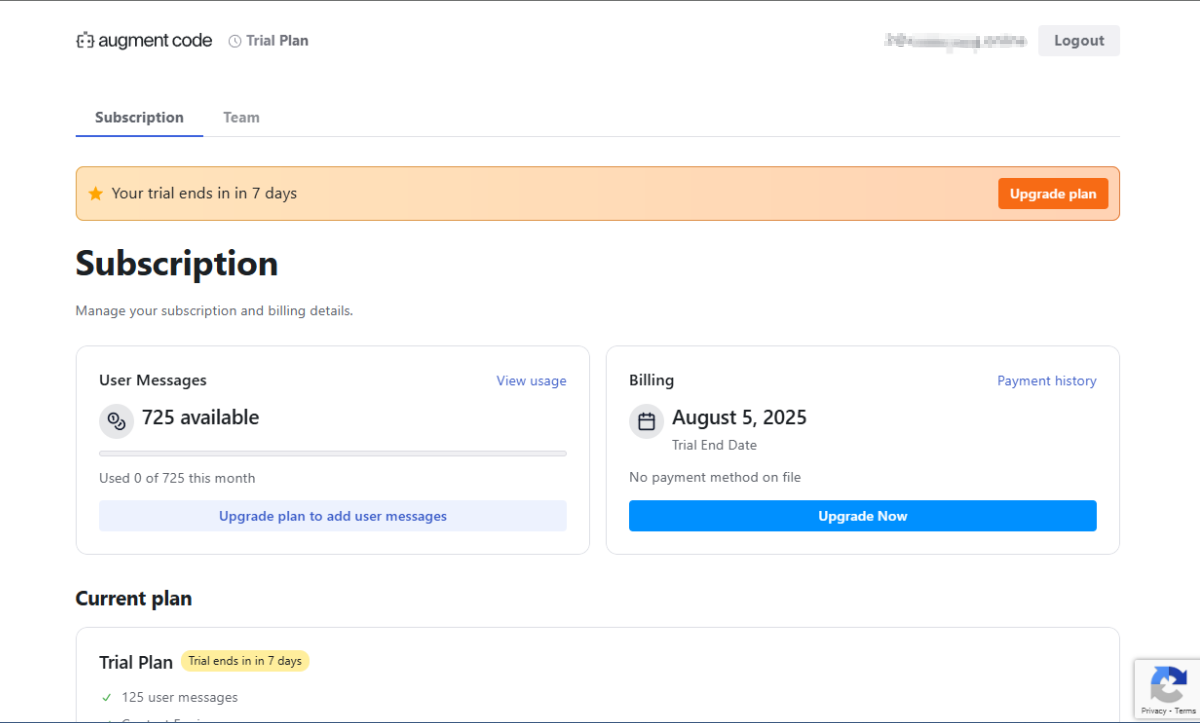 augment code
Trial Plan
Logout
Subscription
Team
Your trial ends in in 7 days
Upgrade plan
Subscription
Manage your subscription and billing details.
User Messages
View usage
725 available
Used 0 of 725 this month
Upgrade plan to add user messages
Billing
Payment history
August 5, 2025
Trial End Date
No payment method on file
Upgrade Now
Current plan
Trial Plan
Trial ends in in 7 days
125 user messages
Privacy - Terms